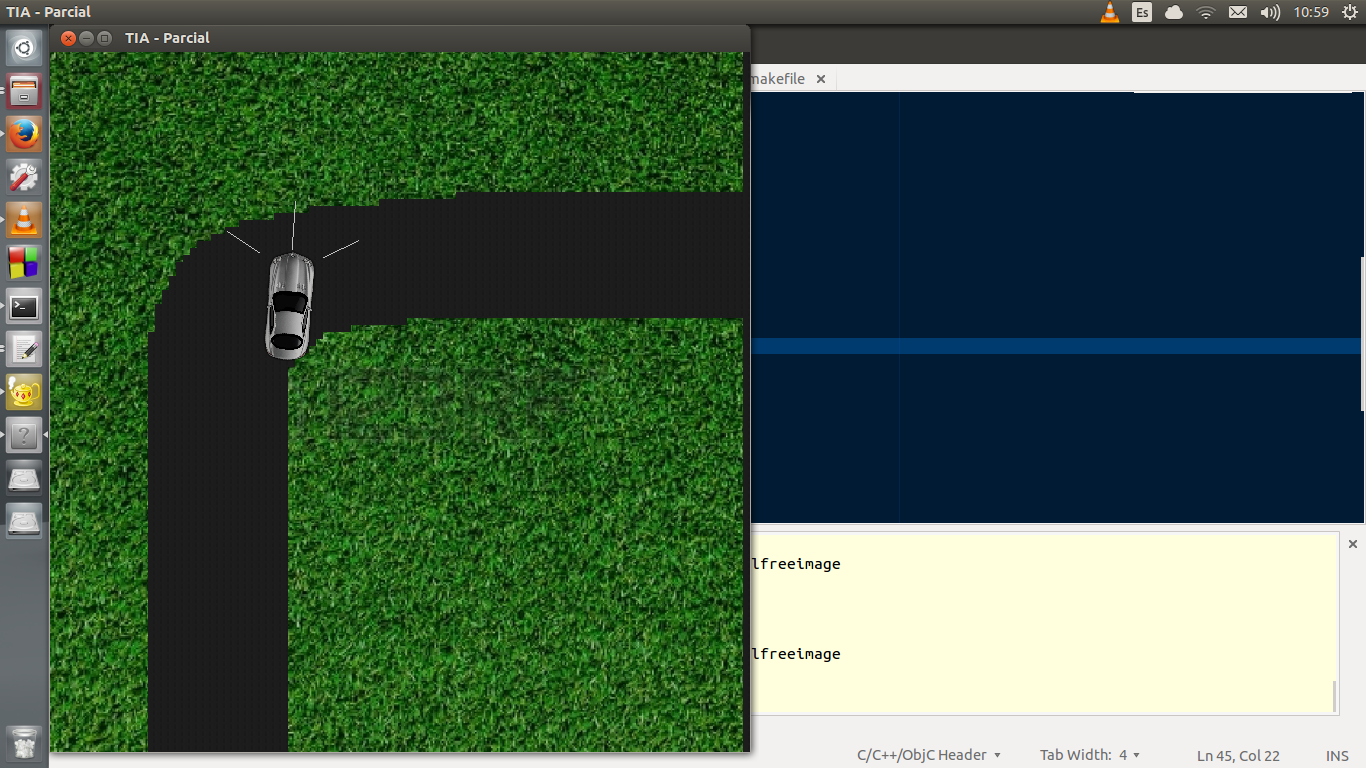 TIA - Parcial
Es
10:59
TIA - Parcial
makefile
lfreeimage
lfreeimage
C/C++/ObjC Header
Tab Width: 4
Ln 45, Col 22
INS